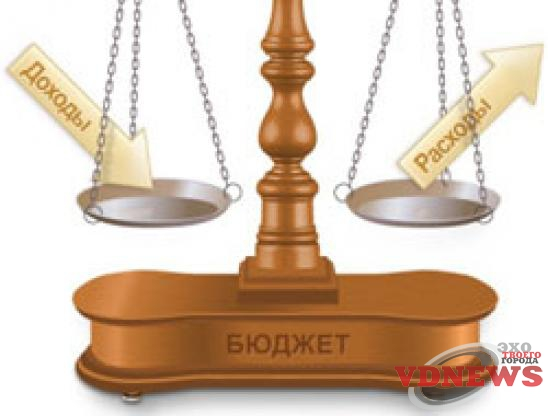 Доходы
Расходы
БЮДЖЕТ
ЭХО
ТВОЕГО
ГОРОДА
VDNEWS